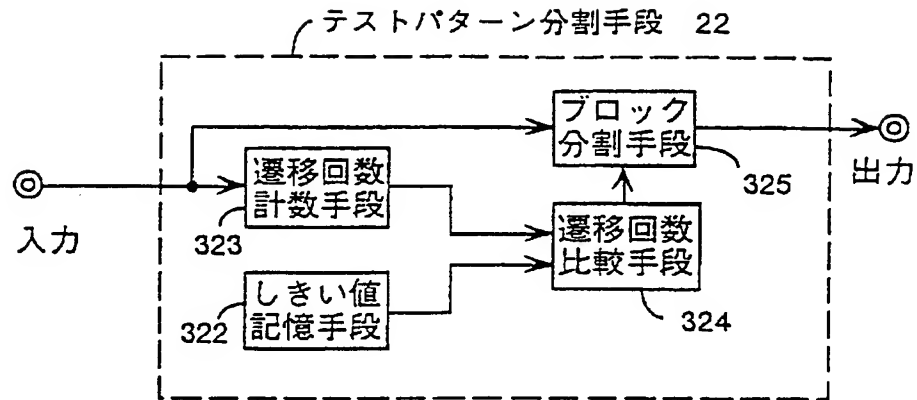 テストパターン分割手段 22
ブロック
分割手段
325
出力
入力
遷移回数
計数手段
323
遷移回数
比較手段
324
しきい値
記憶手段
322